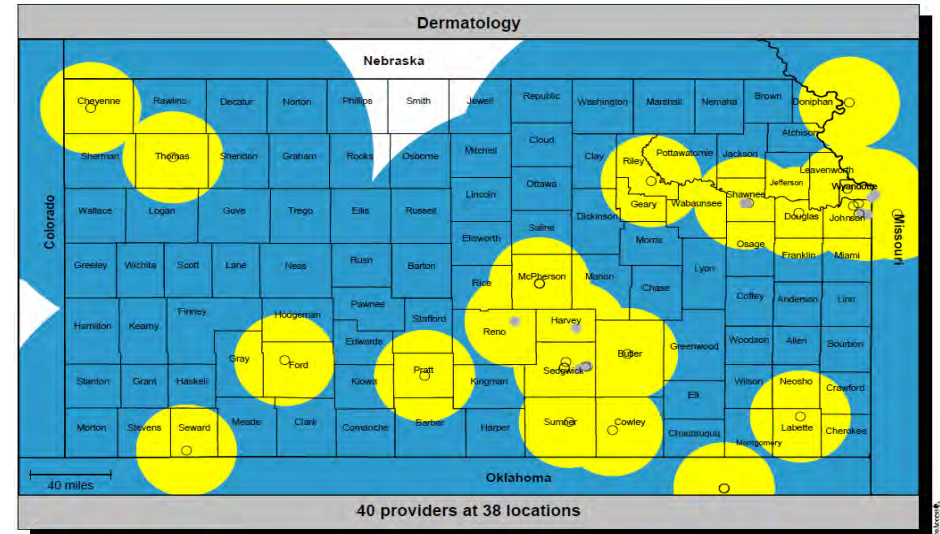 Dermatology
Nebraska
Cheyenne Rawlins Decatur Norton Phillips Smith Jewell Republic Washington Marshall Nemaha Brown Doniphan
Atchison
Sherman Thomas Sheridan Graham Rooks Osborne Mitchell Cloud Clay Riley Pottawatomie Jackson
Leavenworth
Jefferson Wyandotte
Wallace Logan Gove Trego Ellis Russell Lincoln Ottawa Dickinson Geary Wabaunsee Shawnee Douglas Johnson
Colorado
Missouri
Saline Ellsworth Morris Osage Franklin Miami
Greeley Wichita Scott Lane Ness Rush Barton Rice McPherson Marion Chase Lyon Coffey Anderson Linn
Hamilton Kearny Finney Hodgeman Pawnee Stafford Reno Harvey
Gray Ford Edwards Pratt Sedgwick Butler Greenwood Woodson Allen Bourbon
Stanton Grant Haskell Kiowa Kingman Elk Wilson Neosho Crawford
Morton Stevens Seward Meade Clark Comanche Barber Harper Sumner Cowley Chautauqua Montgomery Labette Cherokee
40 miles
Oklahoma
40 providers at 38 locations